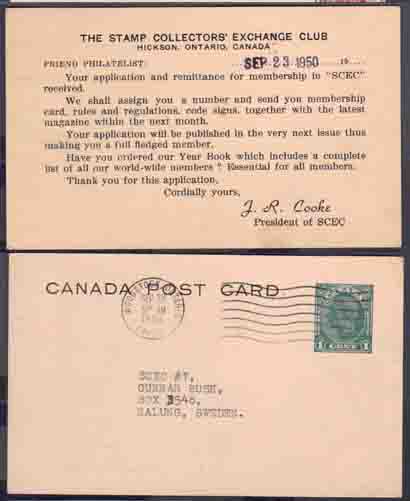 THE STAMP COLLECTORS' EXCHANGE CLUB
HICKSON, ONTARIO, CANADA
FRIEND PHILATELIST: SEP 23 1950 19....
Your application and remittance for membership in "SCEC"
received.
We shall assign you a number and send you membership
card, rules and regulations, code signs, together with the latest
magazine within the next month.
Your application will be published in the very next issue thus
making you a full fledged member.
Have you ordered our Year Book which includes a complete
list of all our world-wide members? Essential for all members.
Thank you for this application.
Cordially yours,
J. R. Cooke
President of SCEC
CANADA POST CARD
1 CENT 1
GUNNAR BUSH,
BOX 3546,
MALUNG, SWEDEN.